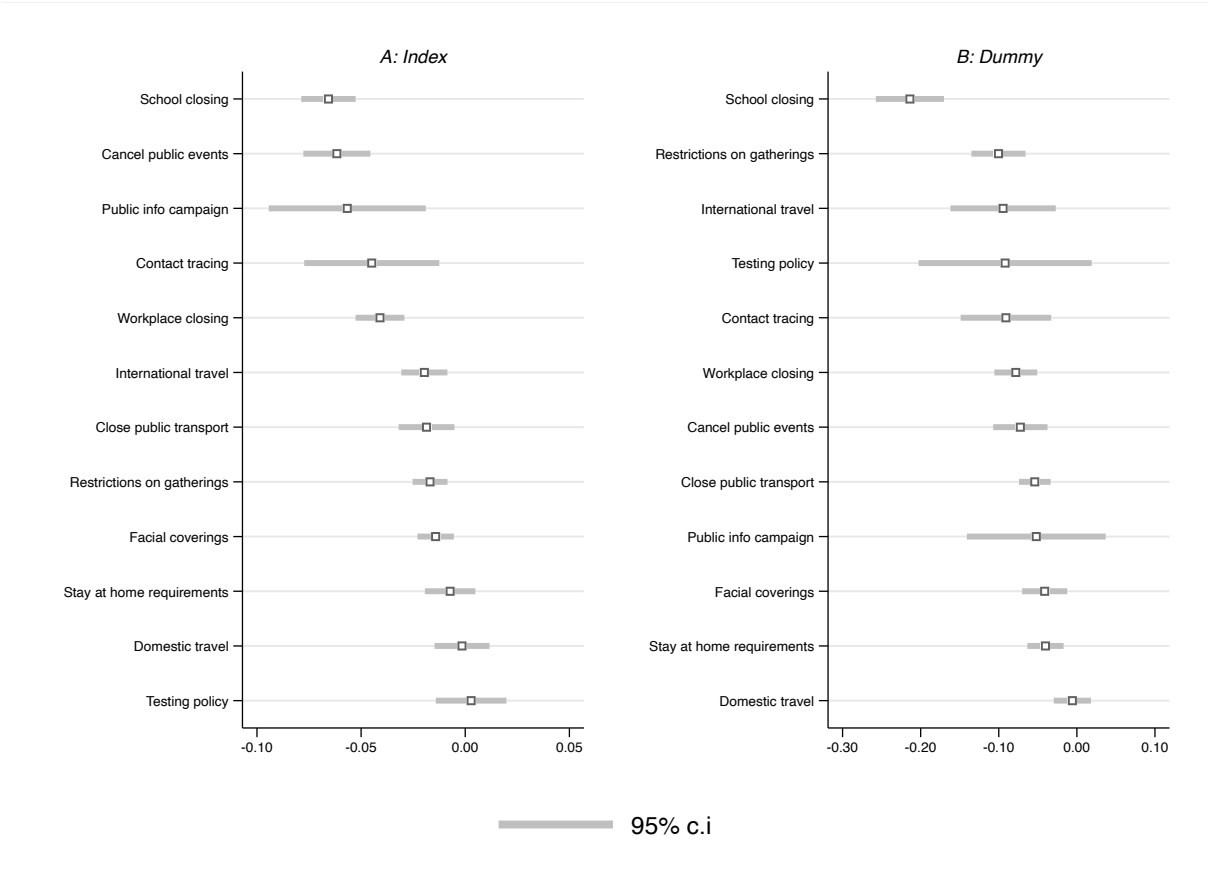 A: Index
School closing
Cancel public events
Public info campaign
Contact tracing
Workplace closing
International travel
Close public transport
Restrictions on gatherings
Facial coverings
Stay at home requirements
Domestic travel
Testing policy
-0.10 -0.05 0.00 0.05
B: Dummy
School closing
Restrictions on gatherings
International travel
Testing policy
Contact tracing
Workplace closing
Cancel public events
Close public transport
Public info campaign
Facial coverings
Stay at home requirements
Domestic travel
-0.30 -0.20 -0.10 0.00 0.10
95% c.i